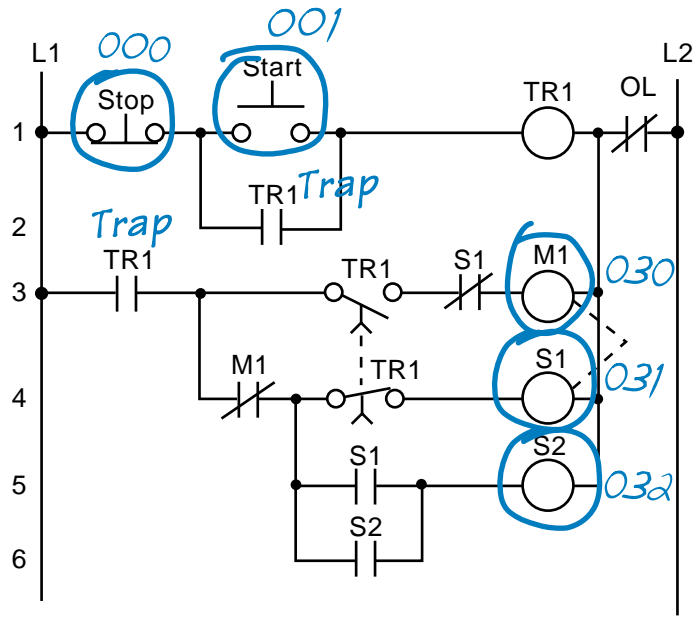 000 001
L1 L2
Stop Start TR1 OL
1
TR1 Trap
2
Trap
TR1 TR1 S1 M1 030
3
M1 TR1 S1 031
4
S1 S2 032
5
S2
6